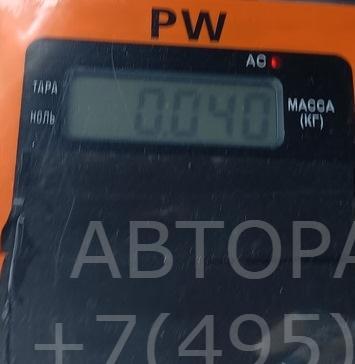 PW
AC
ТАРА
0.040
МАССА
НОЛЬ
(КГ)
АВТОРА
+7(495)